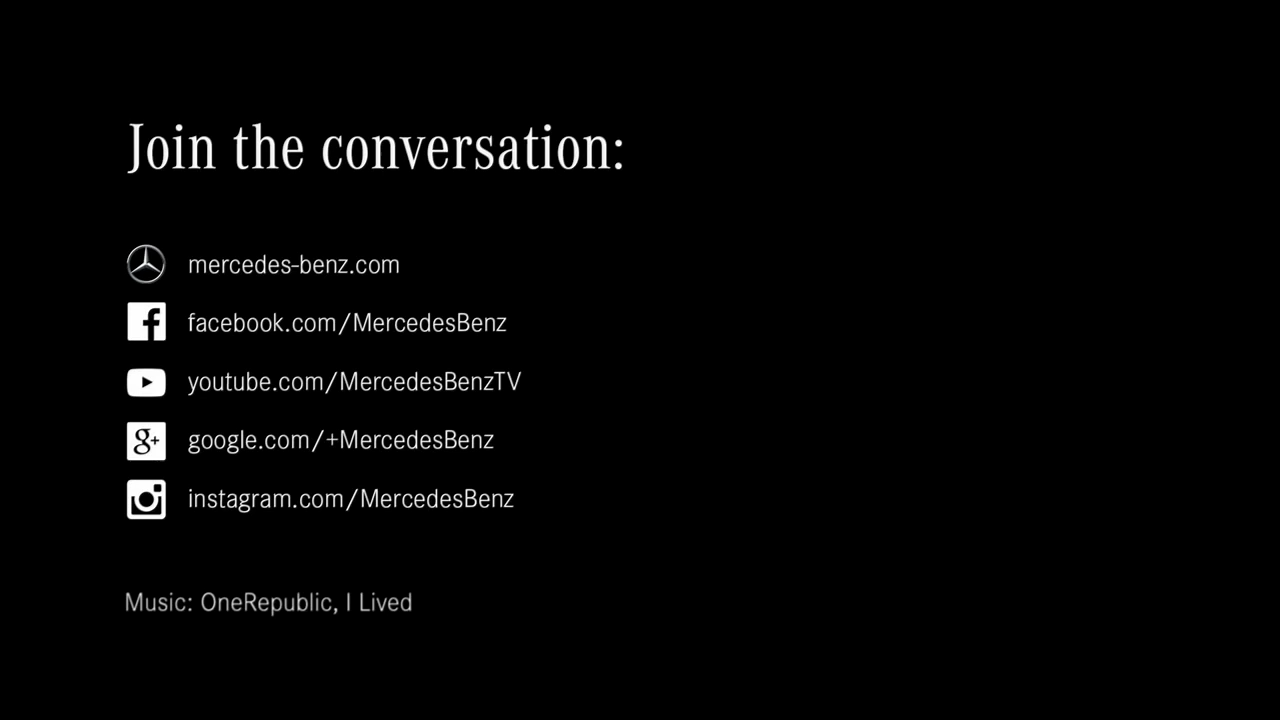 Join the conversation:
mercedes-benz.com
facebook.com/MercedesBenz
youtube.com/MercedesBenzTV
g+ google.com/+MercedesBenz
instagram.com/MercedesBenz
Music: OneRepublic, I Lived